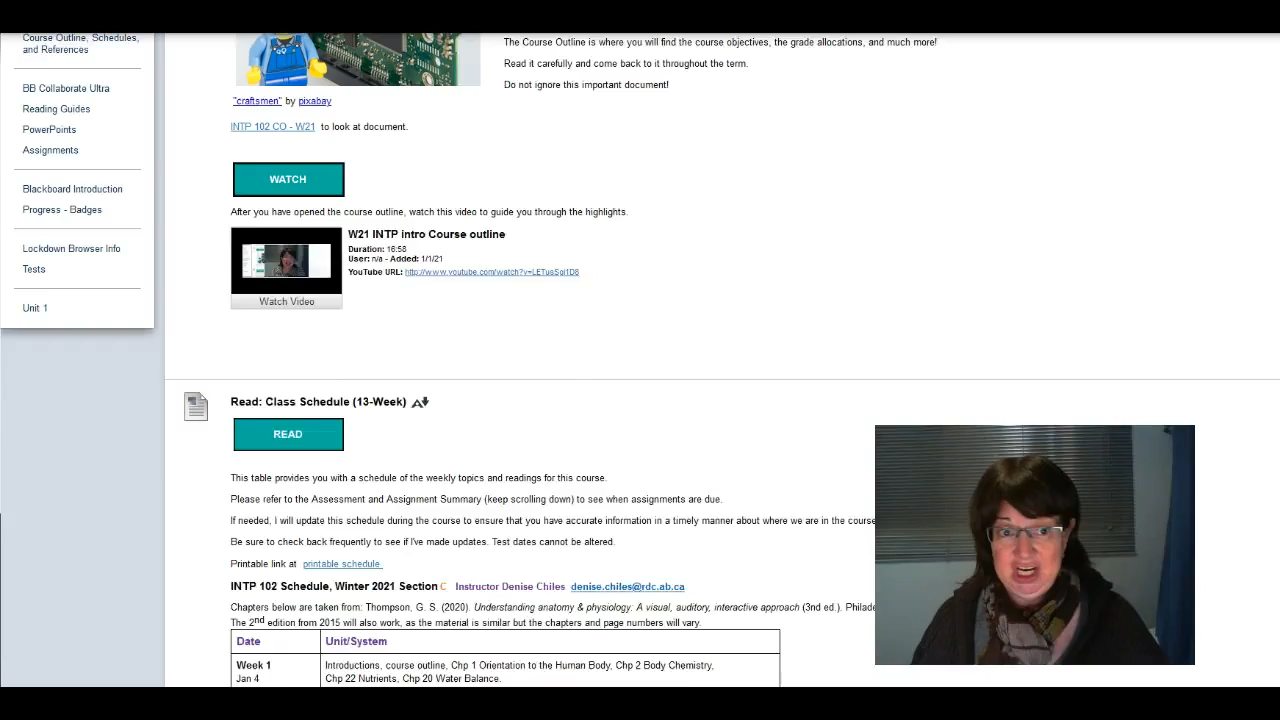 Course Outline, Schedules,
and References
BB Collaborate Ultra
Reading Guides
PowerPoints
Assignments
Blackboard Introduction
Progress - Badges
Lockdown Browser Info
Tests
Unit 1
The Course Outline is where you will find the course objectives, the grade allocations, and much more!
Read it carefully and come back to it throughout the term.
Do not ignore this important document!
"craftsmen" by pixabay
INTP 102 CO - W21 to look at document.
WATCH
After you have opened the course outline, watch this video to guide you through the highlights.
W21 INTP intro Course outline
Duration: 16:58
User: n/a - Added: 1/1/21
YouTube URL:
Watch Video
Read: Class Schedule (13-Week)
READ
This table provides you with a schedule of the weekly topics and readings for this course.
Please refer to the Assessment and Assignment Summary (keep scrolling down) to see when assignments are due.
If needed, I will update this schedule during the course to ensure that you have accurate information in a timely manner about where we are in the course
Be sure to check back frequently to see if I've made updates. Test dates cannot be altered.
Printable link at printable schedule
INTP 102 Schedule, Winter 2021 Section C Instructor Denise Chiles denise.chiles@rdc.ab.ca
Chapters below are taken from: Thompson, G. S. (2020). Understanding anatomy & physiology. A visual, auditory, interactive approach (3nd ed.). Philade
The 2nd edition from 2015 will also work, as the material is similar but the chapters and page numbers will vary.
Date Unit/System
Week 1 Introductions, course outline, Chp 1 Orientation to the Human Body, Chp 2 Body Chemistry,
Jan 4 Chp 22 Nutrients, Chp 20 Water Balance.